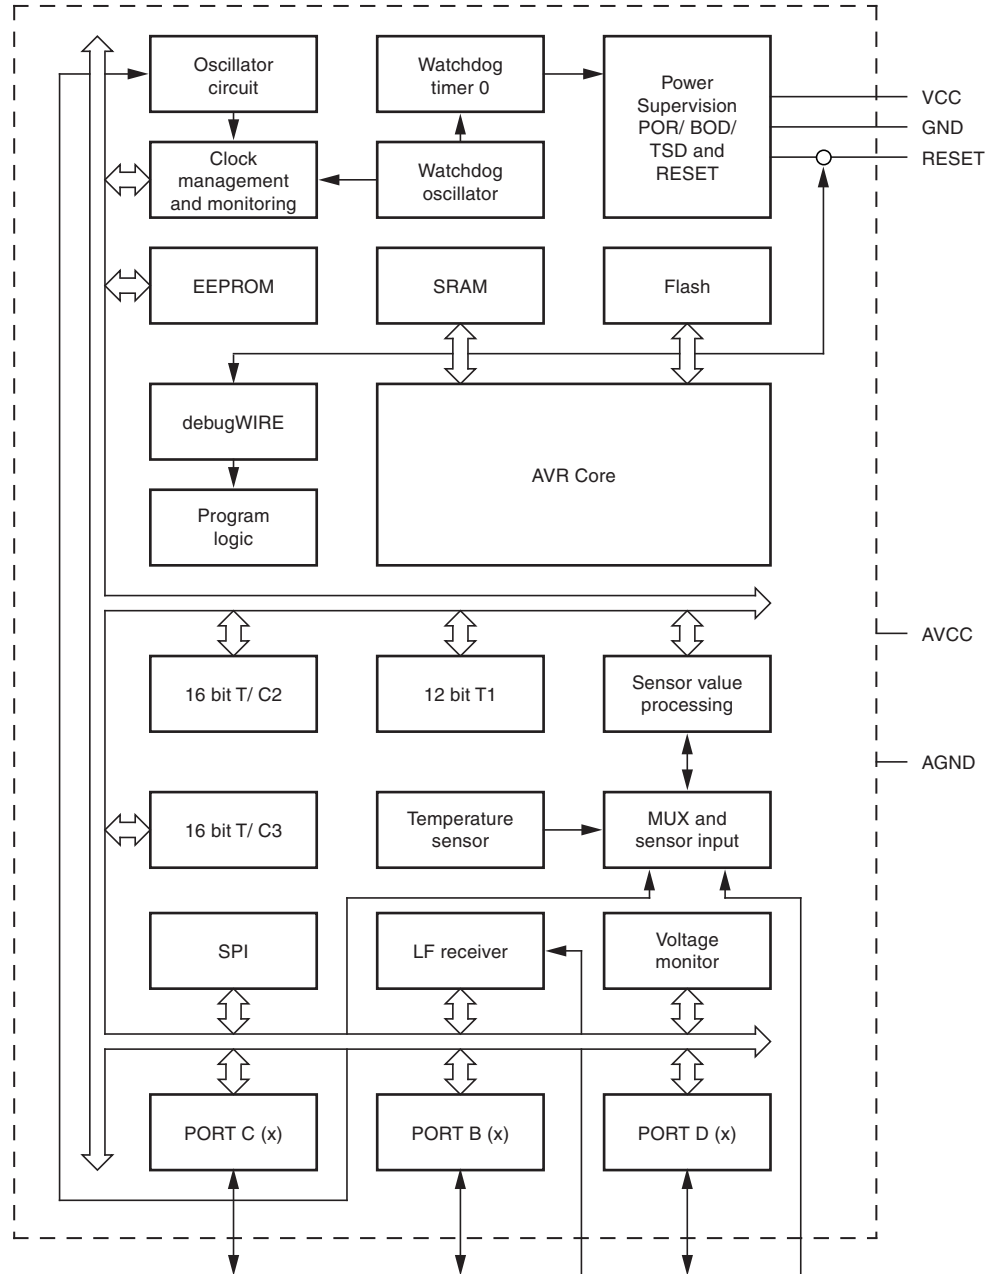 Oscillator
circuit
Watchdog
timer 0
Power
Supervision
POR/ BOD/
TSD and
RESET
VCC
GND
RESET
Clock
management
and monitoring
Watchdog
oscillator
EEPROM
SRAM
Flash
debugWIRE
AVR Core
Program
logic
AVCC
16 bit T/ C2
12 bit T1
Sensor value
processing
AGND
16 bit T/ C3
Temperature
sensor
MUX and
sensor input
SPI
LF receiver
Voltage
monitor
PORT C (x)
PORT B (x)
PORT D (x)